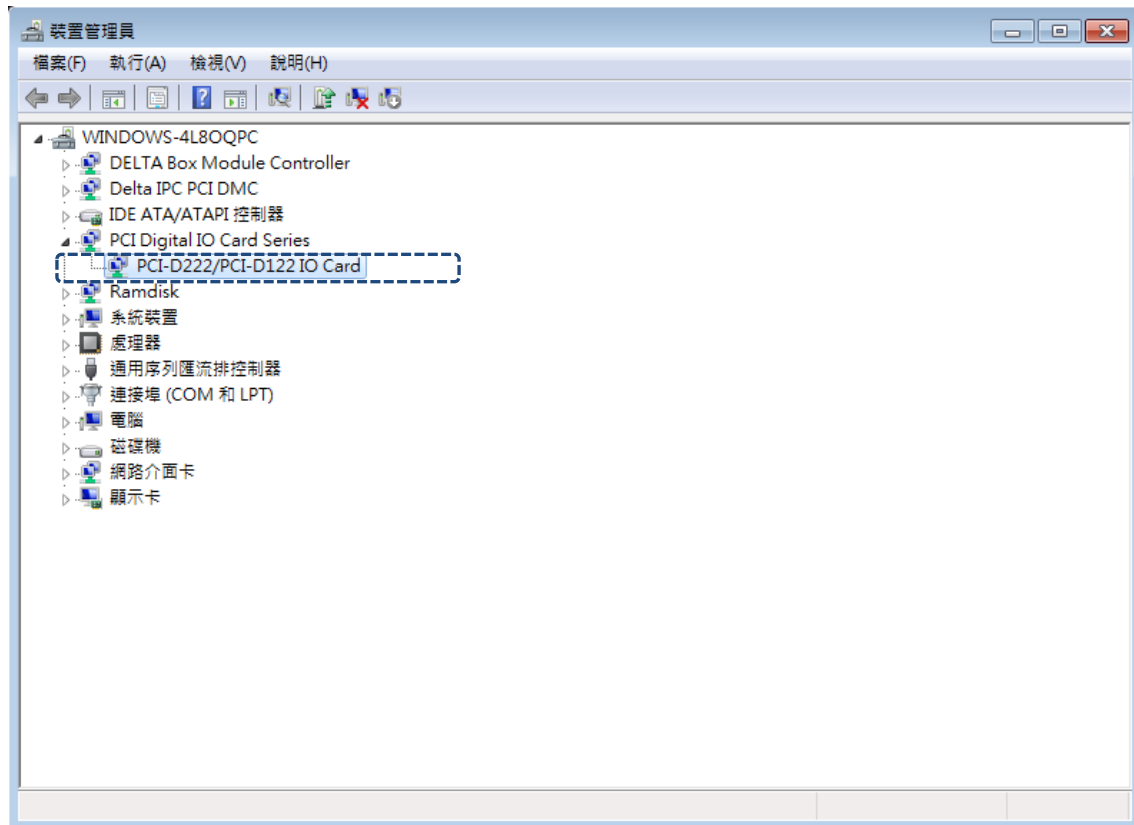 裝置管理員
檔案(F) 執行(A) 檢視(V) 說明(H)
WINDOWS-4L8OQPC
DELTA Box Module Controller
Delta IPC PCI DMC
IDE ATA/ATAPI 控制器
PCI Digital IO Card Series
PCI-D222/PCI-D122 IO Card
Ramdisk
系統裝置
處理器
通用序列匯流排控制器
連接埠 (COM 和 LPT)
電腦
磁碟機
網路介面卡
顯示卡